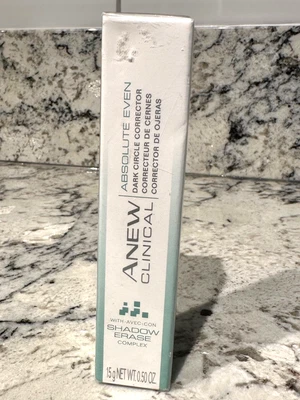 ANEW
CLINICAL
ABSOLUTE EVEN
DARK CIRCLE CORRECTOR
CORRECTEUR DE CERNES
CORRECTOR DE OJERAS
WITH·AVEC·CON
SHADOW
ERASE
COMPLEX
15 g NET WT. 0.50 OZ